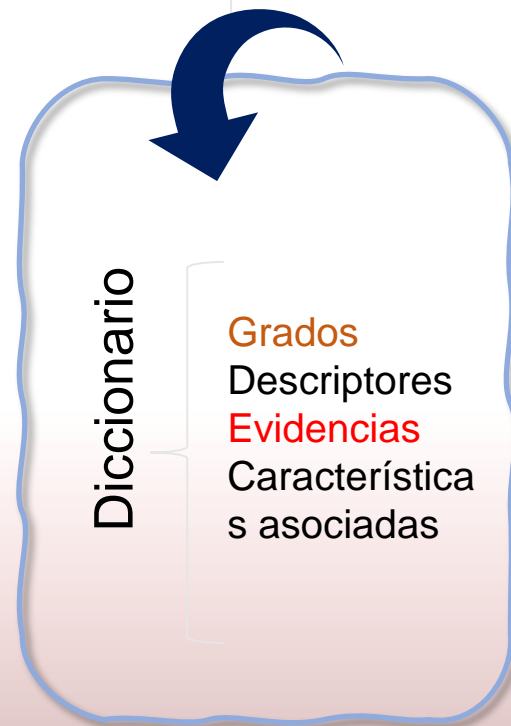 Diccionario
Grados
Descriptores
Evidencias
Característica
s asociadas